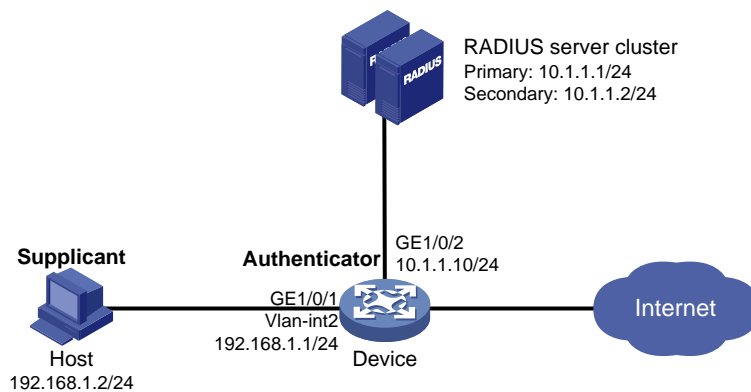 RADIUS server cluster
Primary: 10.1.1.1/24
Secondary: 10.1.1.2/24
RADIUS
RADIUS
GE1/0/2
10.1.1.10/24
Supplicant
Authenticator
GE1/0/1
Vlan-int2
192.168.1.1/24
Internet
Host
192.168.1.2/24
Device